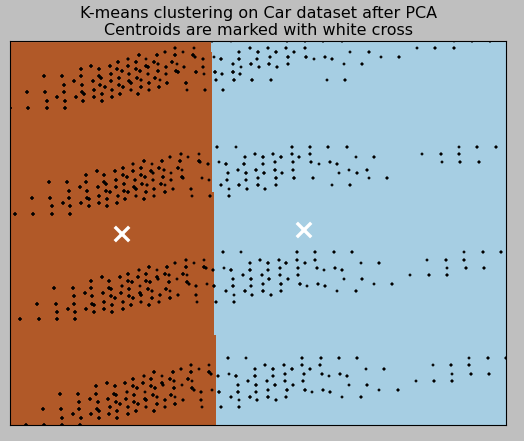 K-means clustering on Car dataset after PCA
Centroids are marked with white cross